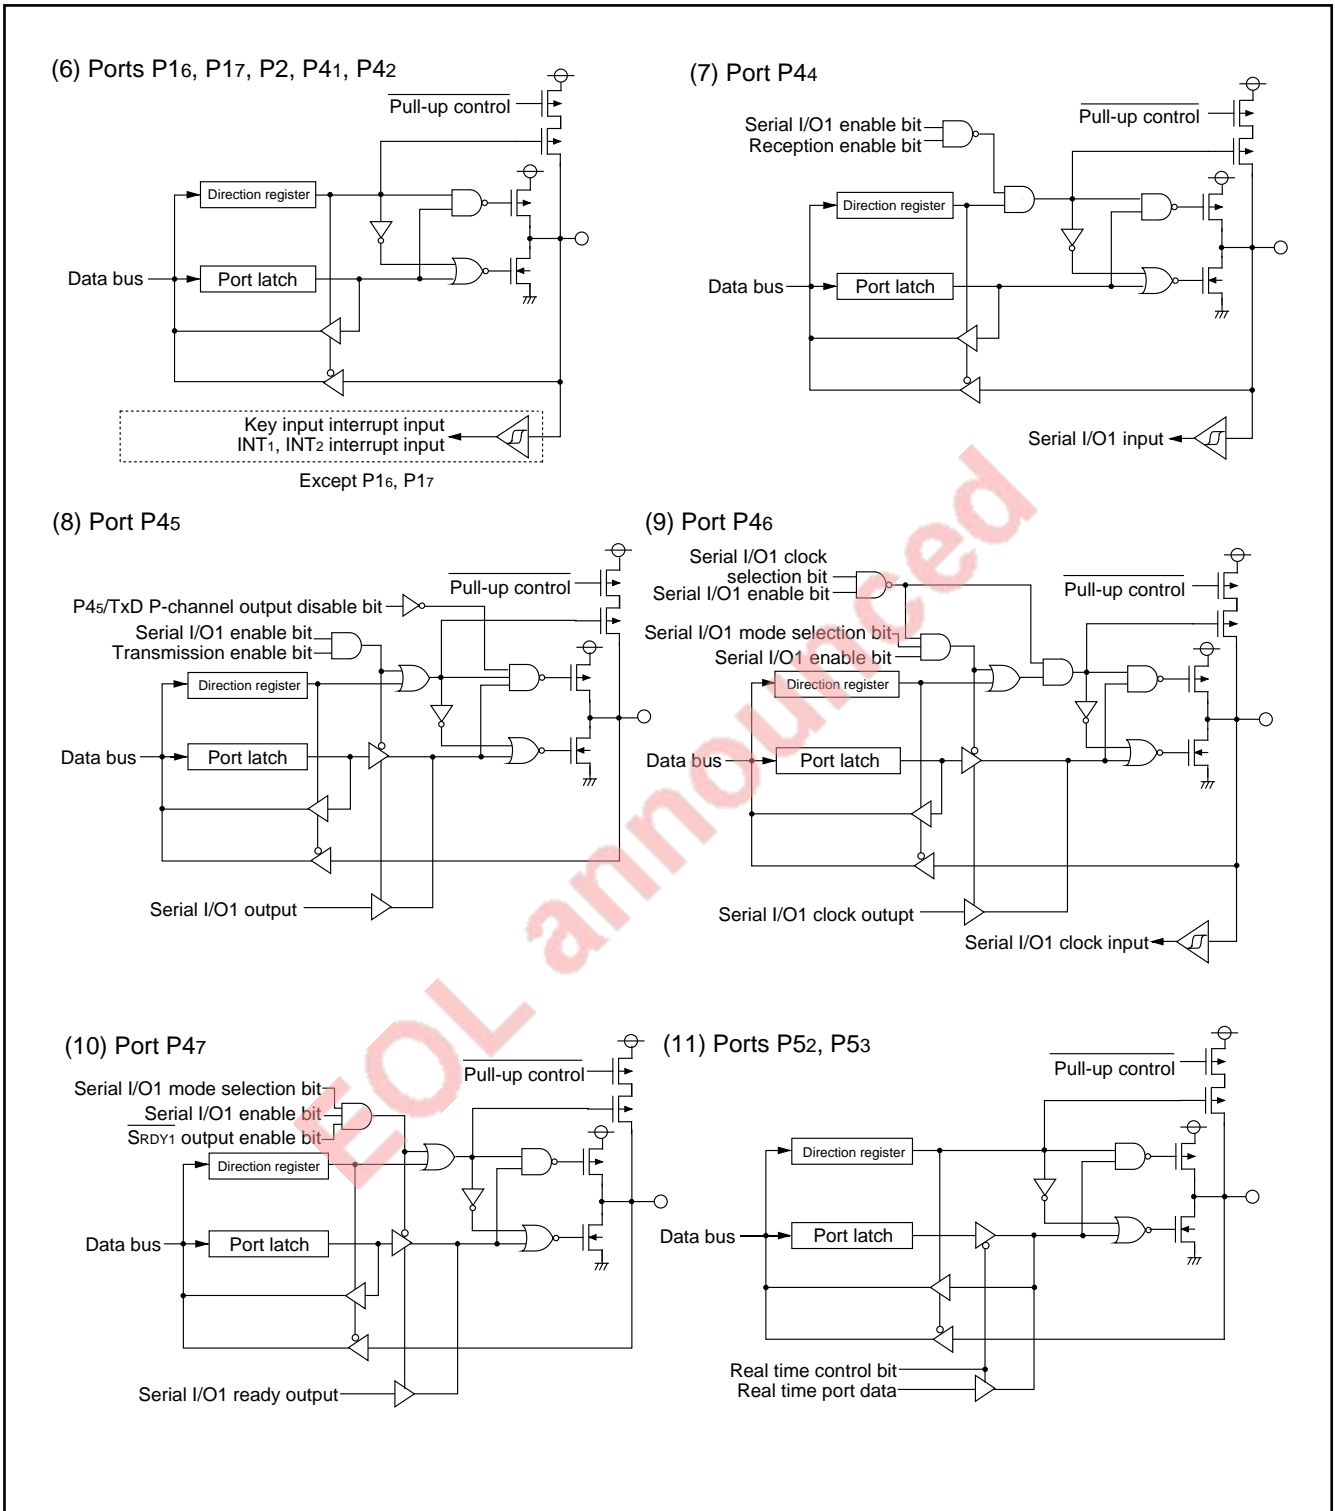 (6) Ports P16, P17, P2, P41, P42
Pull-up control
Direction register
Data bus
Port latch
Key input interrupt input
INT1, INT2 interrupt input
Except P16, P17
(7) Port P44
Pull-up control
Serial I/O1 enable bit
Reception enable bit
Direction register
Data bus
Port latch
Serial I/O1 input
(8) Port P45
Pull-up control
P45/TxD P-channel output disable bit
Serial I/O1 enable bit
Transmission enable bit
Direction register
Data bus
Port latch
Serial I/O1 output
(9) Port P46
Serial I/O1 clock
selection bit
Serial I/O1 enable bit
Pull-up control
Serial I/O1 mode selection bit
Serial I/O1 enable bit
Direction register
Data bus
Port latch
Serial I/O1 clock outupt
Serial I/O1 clock input
(10) Port P47
Pull-up control
Serial I/O1 mode selection bit
Serial I/O1 enable bit
SRDY1 output enable bit
Direction register
Data bus
Port latch
Serial I/O1 ready output
(11) Ports P52, P53
Pull-up control
Direction register
Data bus
Port latch
Real time control bit
Real time port data
EOL announced